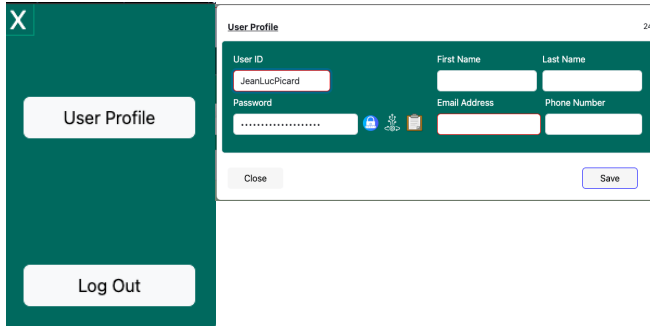 X
User Profile
Log Out
User Profile
24
User ID
First Name
Last Name
JeanLucPicard
Password
Email Address
Phone Number
····················
Close
Save